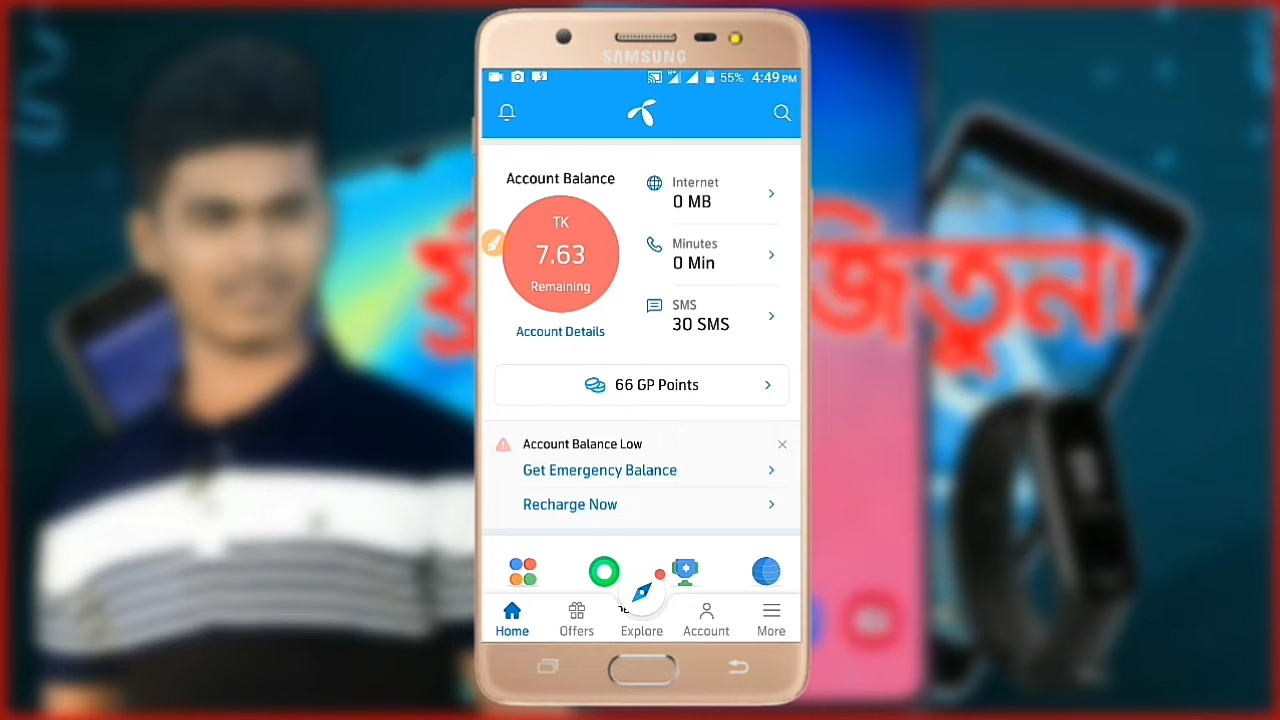 SAMSUNG
55% 4:49 PM
Account Balance
TK
7.63
Remaining
Account Details
Internet
0 MB
Minutes
0 Min
SMS
30 SMS
66 GP Points
Account Balance Low
Get Emergency Balance
Recharge Now
Home
Offers
Explore
Account
More
জিতুন।